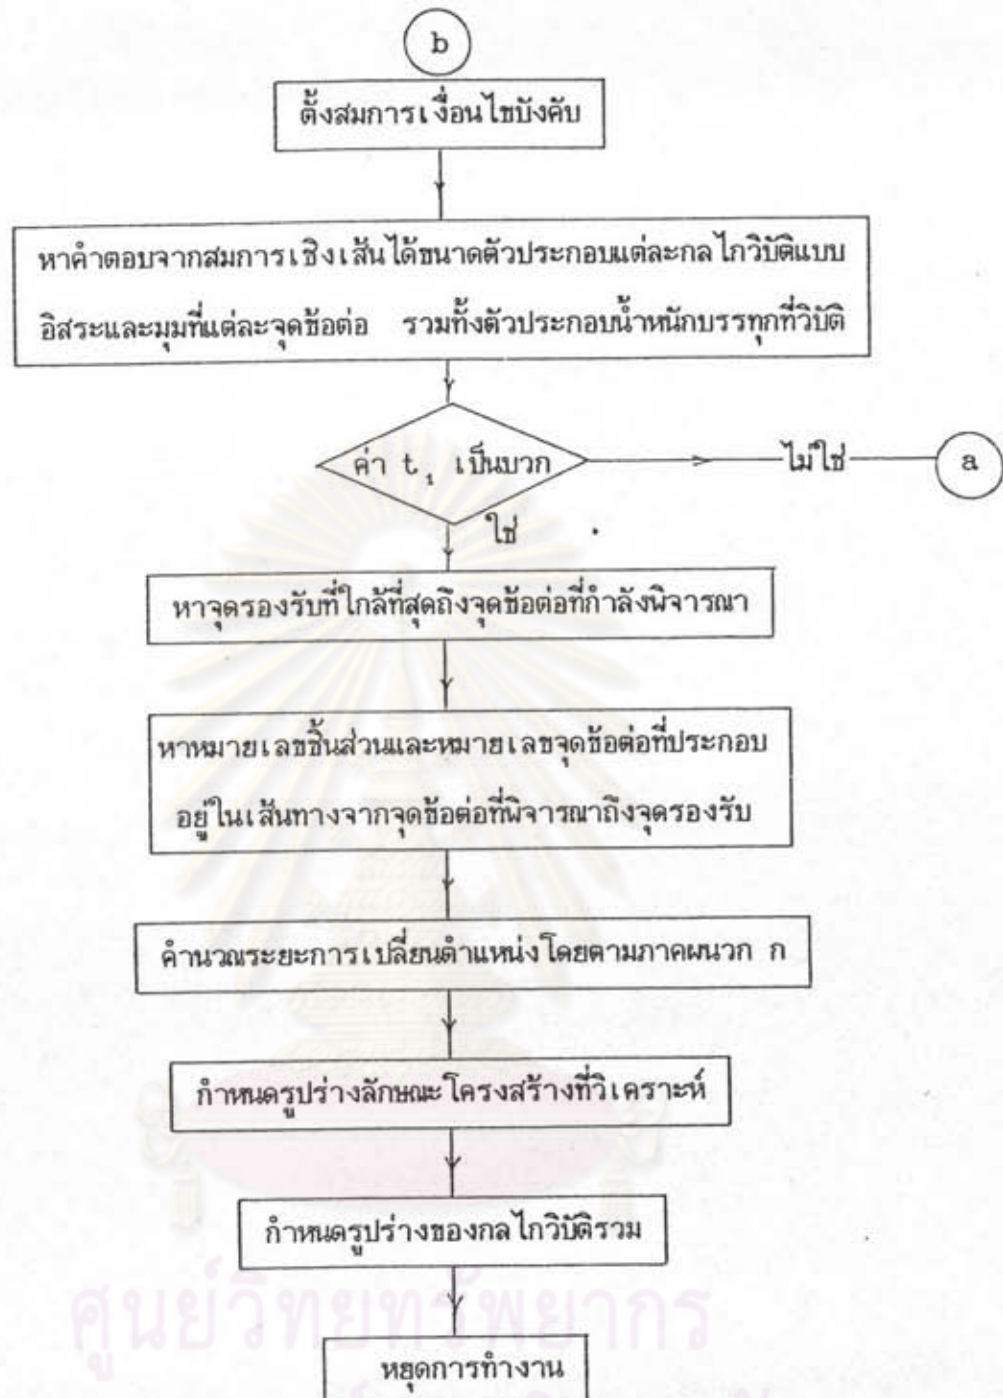 b
ตั้งสมการเงื่อนไขบังคับ
หาคำตอบจากสมการเชิงเส้นได้ขนาดตัวประกอบแต่ละกลไกวิบัติแบบ
อิสระและมุมที่แต่ละจุดข้อต่อ รวมทั้งตัวประกอบน้ำหนักบรรทุกที่วิบัติ
ค่า t₁ เป็นบวก
ไม่ใช่
a
ใช่
หาจุดรองรับที่ใกล้ที่สุดถึงจุดข้อต่อที่กำลังพิจารณา
หาหมายเลขชิ้นส่วนและหมายเลขจุดข้อต่อที่ประกอบ
อยู่ในเส้นทางจากจุดข้อต่อที่พิจารณาถึงจุดรองรับ
คำนวณระยะการเปลี่ยนตำแหน่งโดยตามภาคผนวก ก
กำหนดรูปร่างลักษณะโครงสร้างที่วิเคราะห์
กำหนดรูปร่างของกลไกวิบัติรวม
ศูนย์วิทยทรัพยากร
หยุดการทำงาน